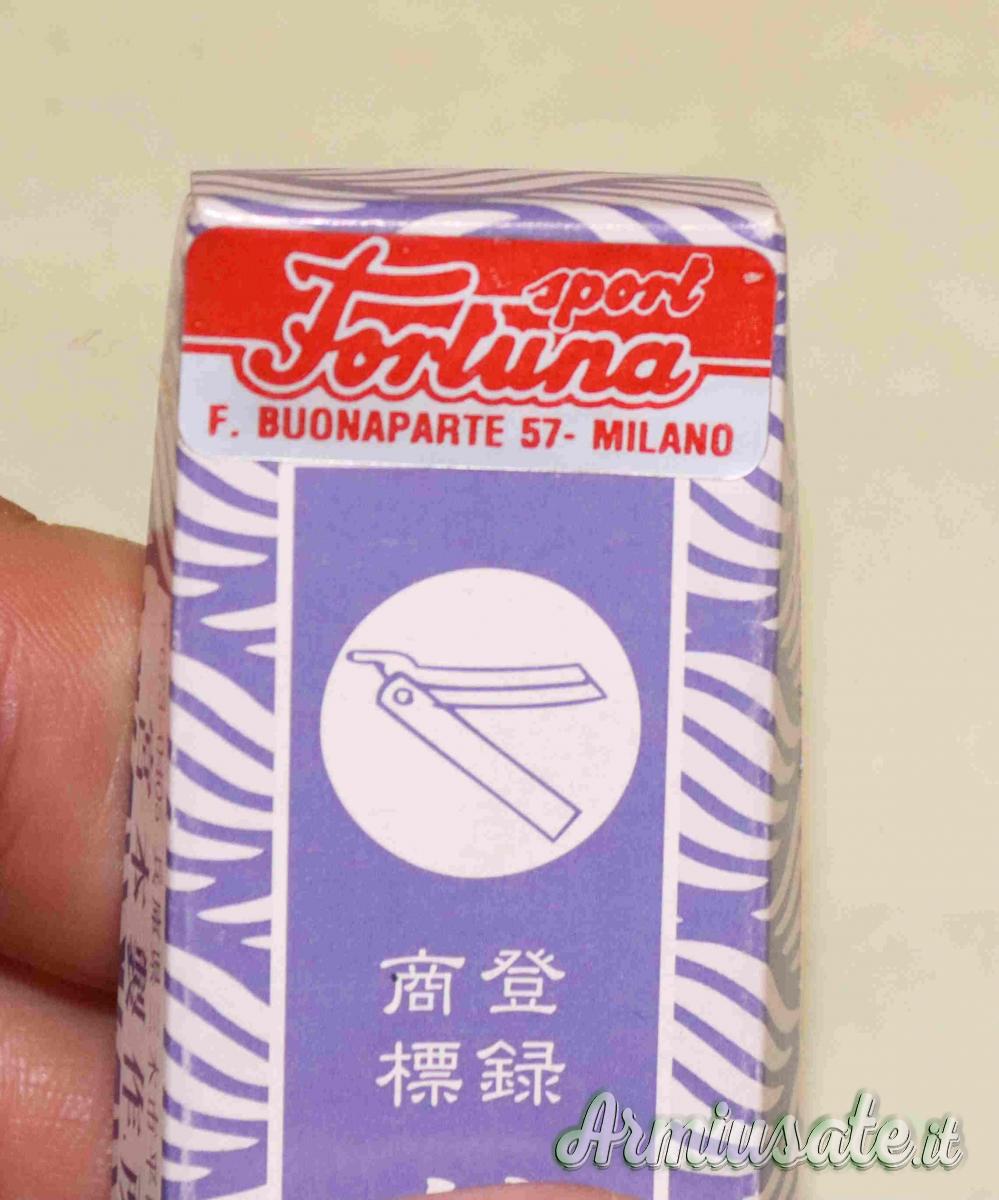 sport
Fortuna
F. BUONAPARTE 57- MILANO
登録
商標
Armiusate.it